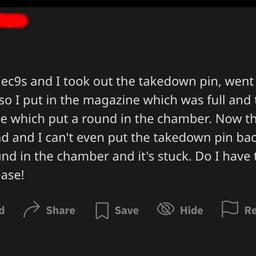 ec9s and I took out the takedown pin, went
so I put in the magazine which was full and
e which put a round in the chamber. Now th
d and I can't even put the takedown pin bac
nd in the chamber and it's stuck. Do I have t
ase!
d Share Save Hide Re